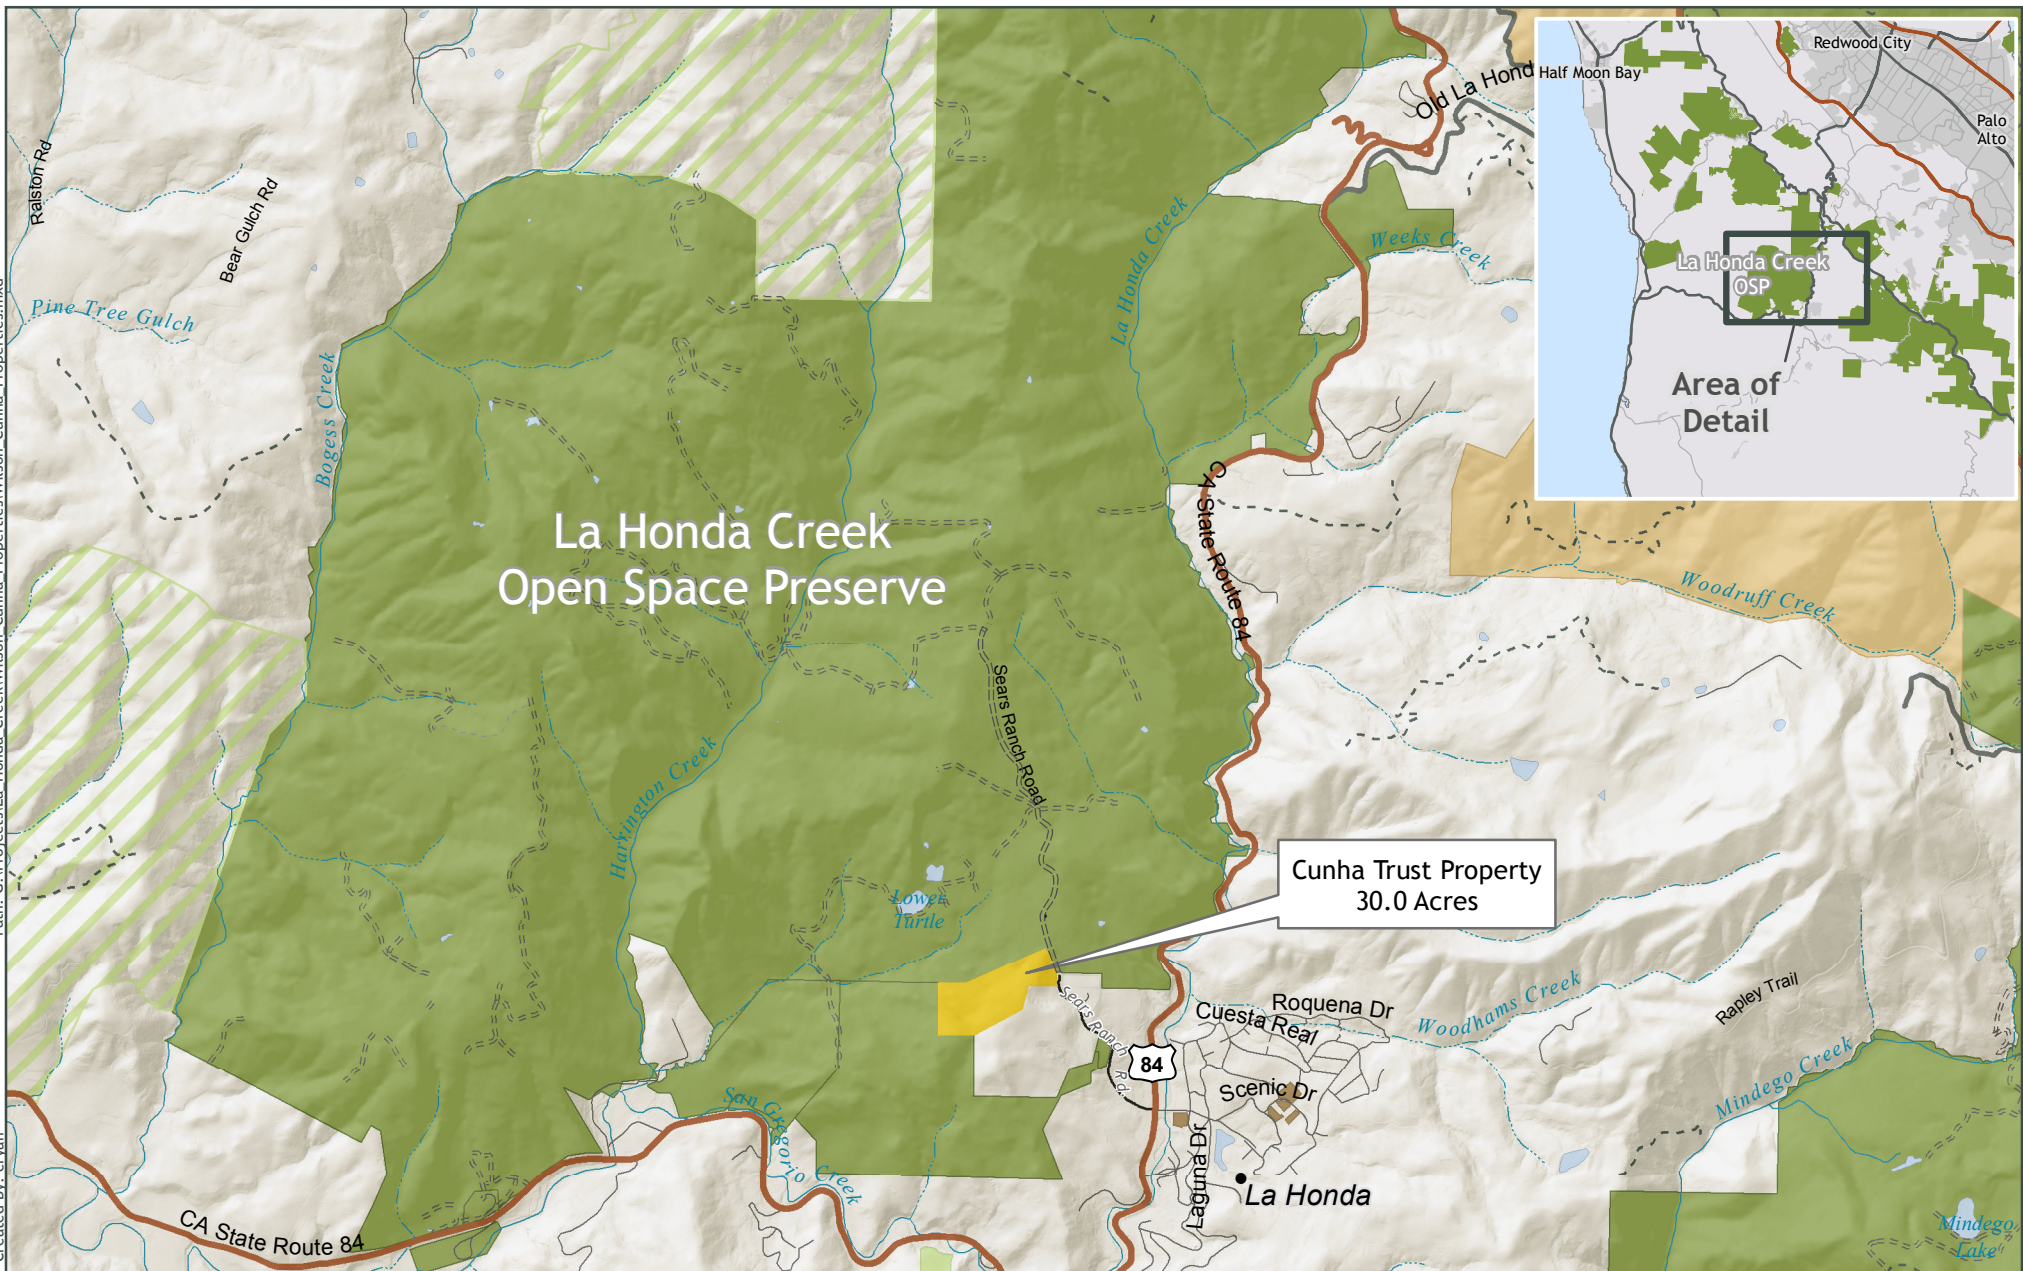 Old La Hond
Half Moon Bay
Redwood City
Palo
Alto
La Honda Creek
OSP
Area of
Detail
Ralston Rd
Bear Gulch Rd
Pine Tree Gulch
Bogess Creek
La Honda Creek
Weeks Creek
CA State Route 84
La Honda Creek
Open Space Preserve
Woodruff Creek
Sears Ranch Road
Harrington Creek
Lower
Turtle
Cunha Trust Property
30.0 Acres
Sears Ranch Rd.
84
Roquena Dr
Cuesta Real
Woodhams Creek
Rapley Trail
Scenic Dr
Mindego Creek
San Gregorio Creek
Laguna Dr
La Honda
CA State Route 84
Mindego
Lake